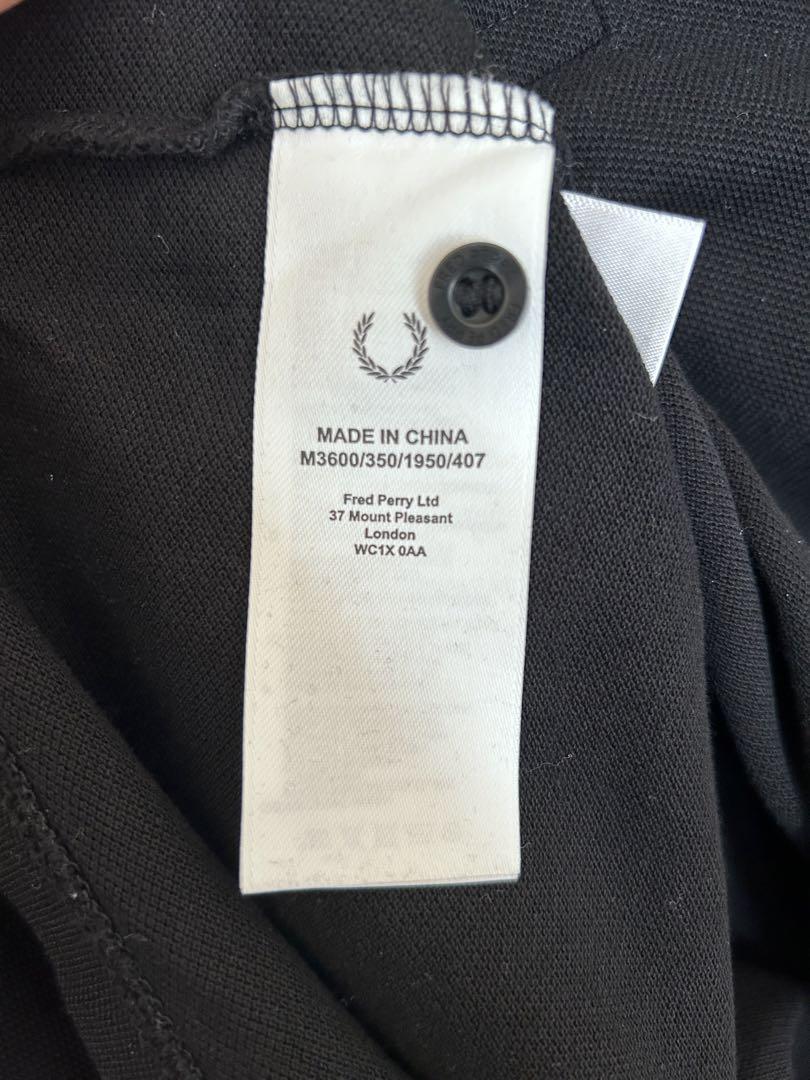 MADE IN CHINA
M3600/350/1950/407
Fred Perry Ltd
37 Mount Pleasant
London
WC1X 0AA